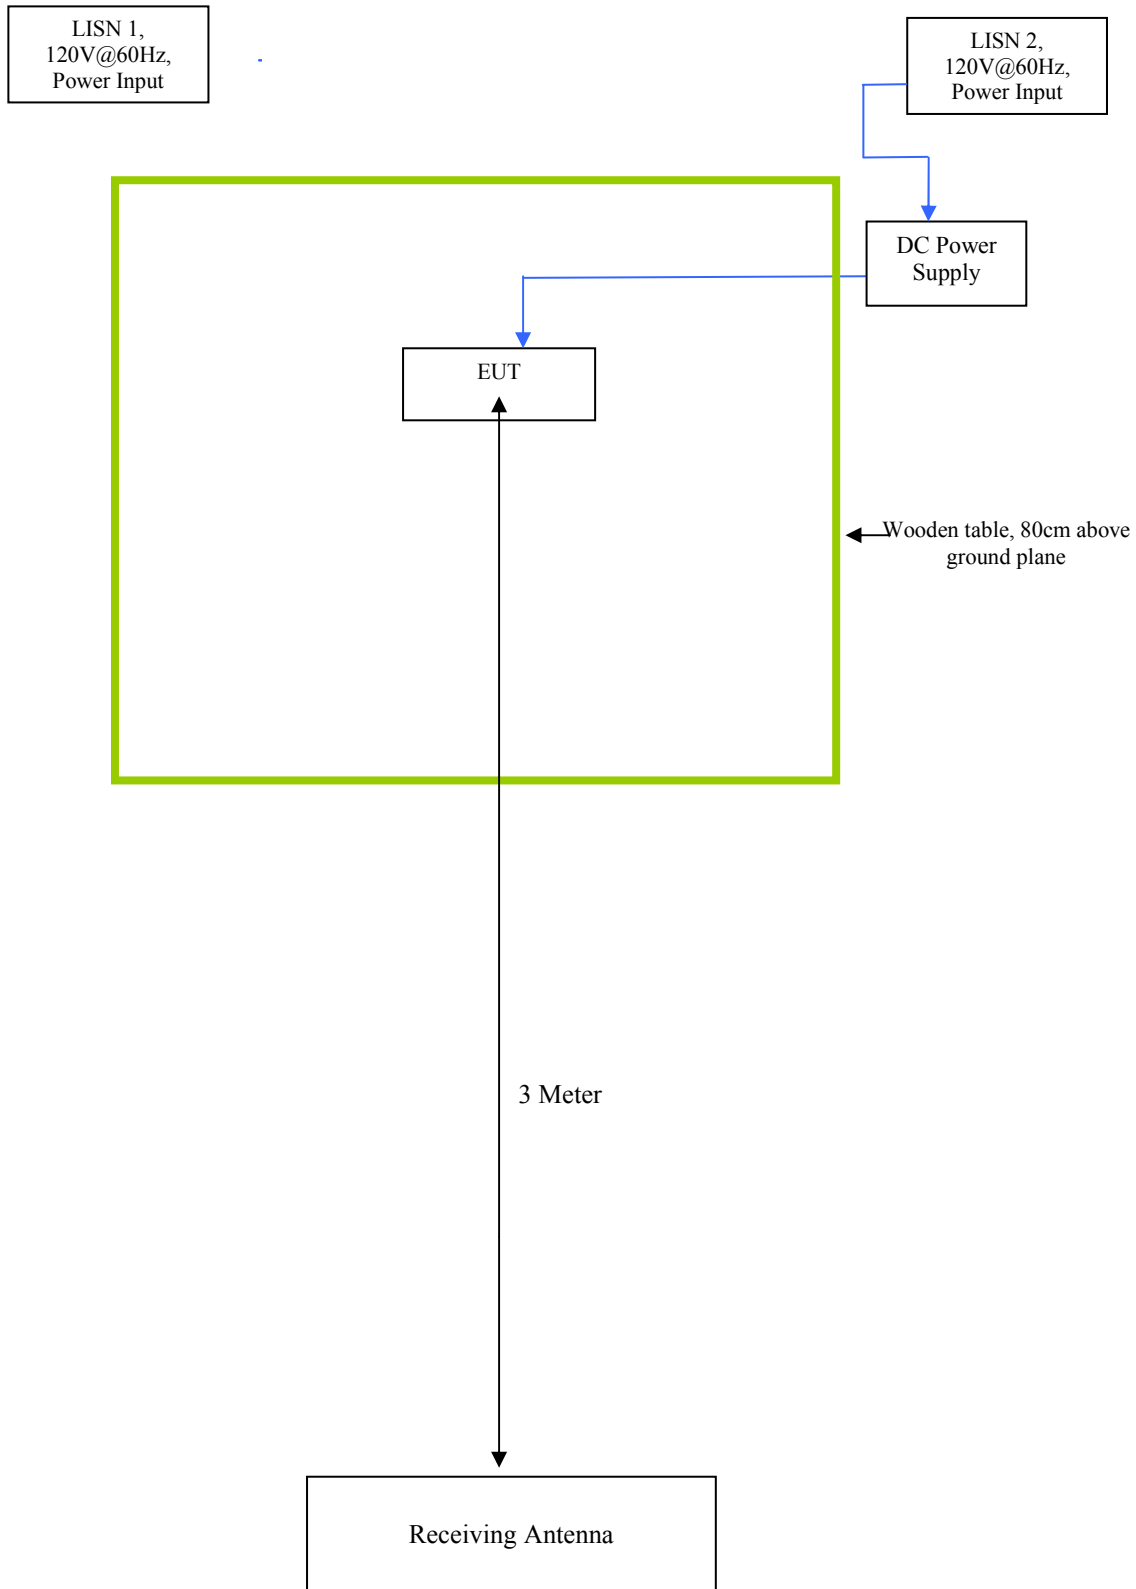 LISN 1,
120V@60Hz,
Power Input
LISN 2,
120V@60Hz,
Power Input
DC Power
Supply
EUT
Wooden table, 80cm above
ground plane
3 Meter
Receiving Antenna